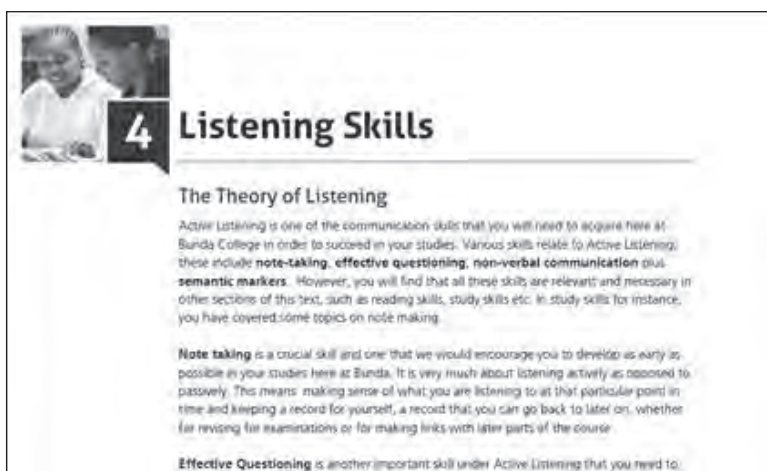 4
Listening Skills
The Theory of Listening
Active Listening is one of the communication skills that you will need to acquire here at
Bunda College in order to succeed in your studies. Various skills relate to Active Listening;
these include note-taking, effective questioning, non-verbal communication plus
semantic markers. However, you will find that all these skills are relevant and necessary in
other sections of this text, such as reading skills, study skills etc. In study skills for instance,
you have covered some topics on note making.
Note taking is a crucial skill and one that we would encourage you to develop as early as
possible in your studies here at Bunda. It is very much about listening actively as opposed to
passively. This means making sense of what you are listening to at that particular point in
time and keeping a record for yourself, a record that you can go back to later on, whether
for revising for examinations or for making links with later parts of the course
Effective Questioning is another important skill under Active Listening that you need to